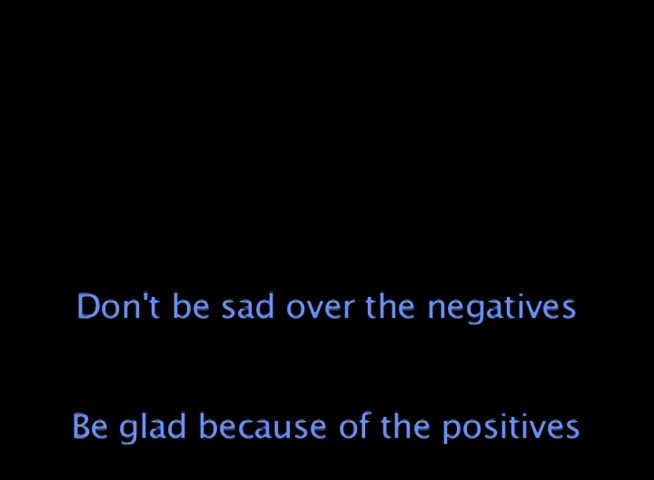 Don't be sad over the negatives
Be glad because of the positives